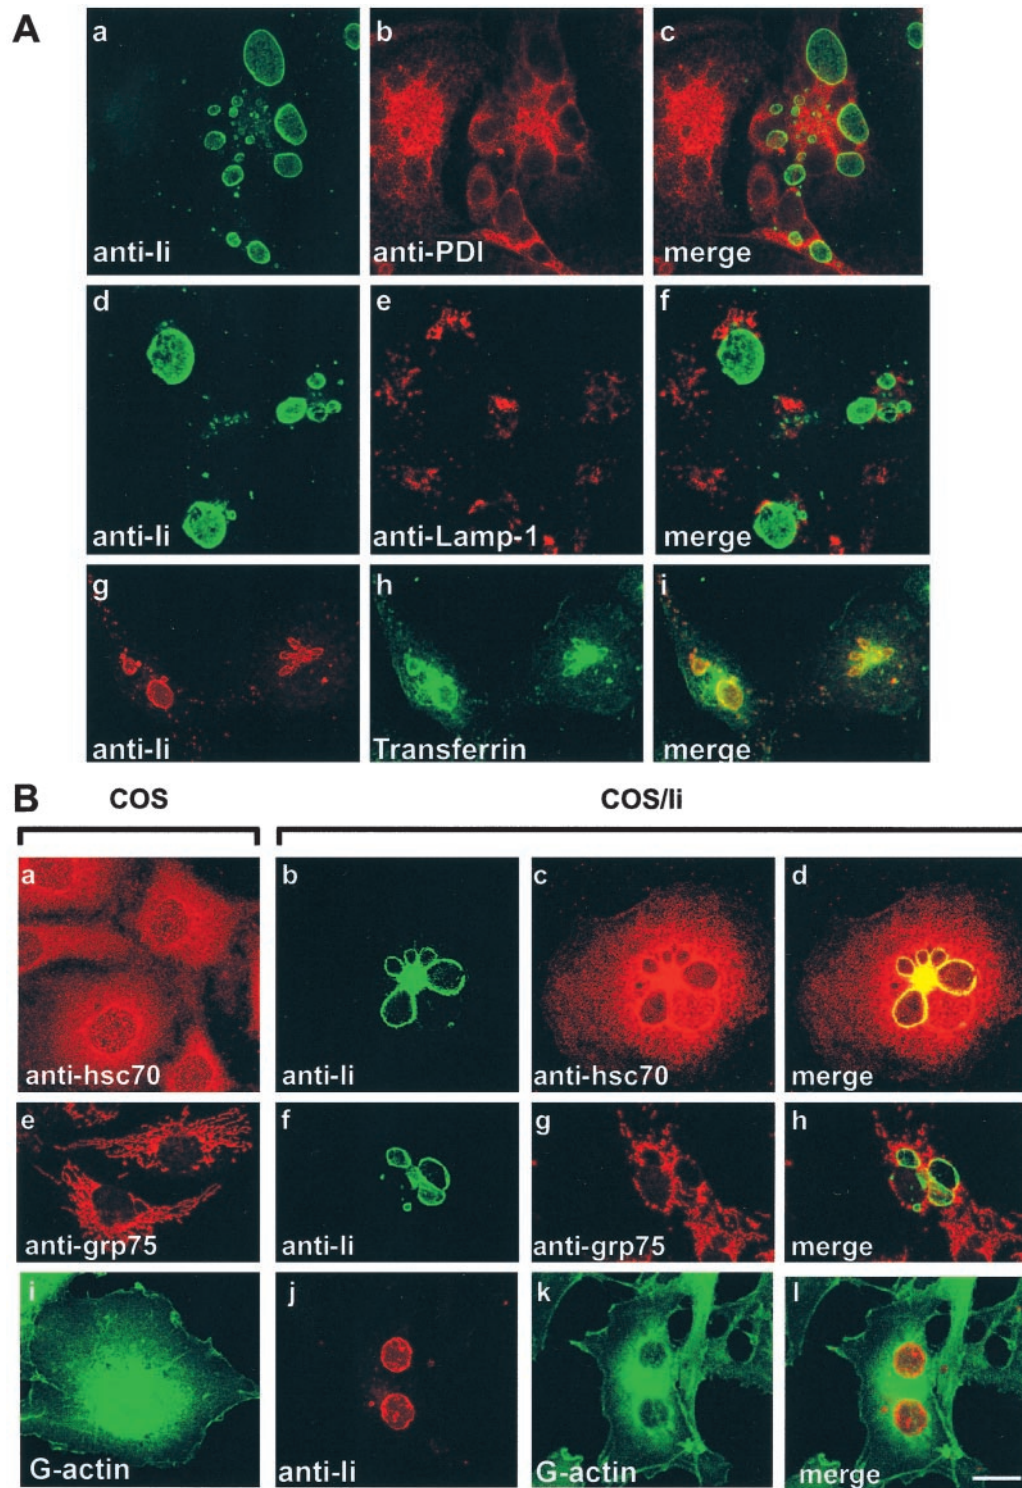 A
a b c
anti-Ii anti-PDI merge
d e f
anti-Ii anti-Lamp-1 merge
g h i
anti-Ii Transferrin merge
B COS COS/Ii
a b c d
anti-hsc70 anti-Ii anti-hsc70 merge
e f g h
anti-grp75 anti-Ii anti-grp75 merge
i j k l
G-actin anti-Ii G-actin merge